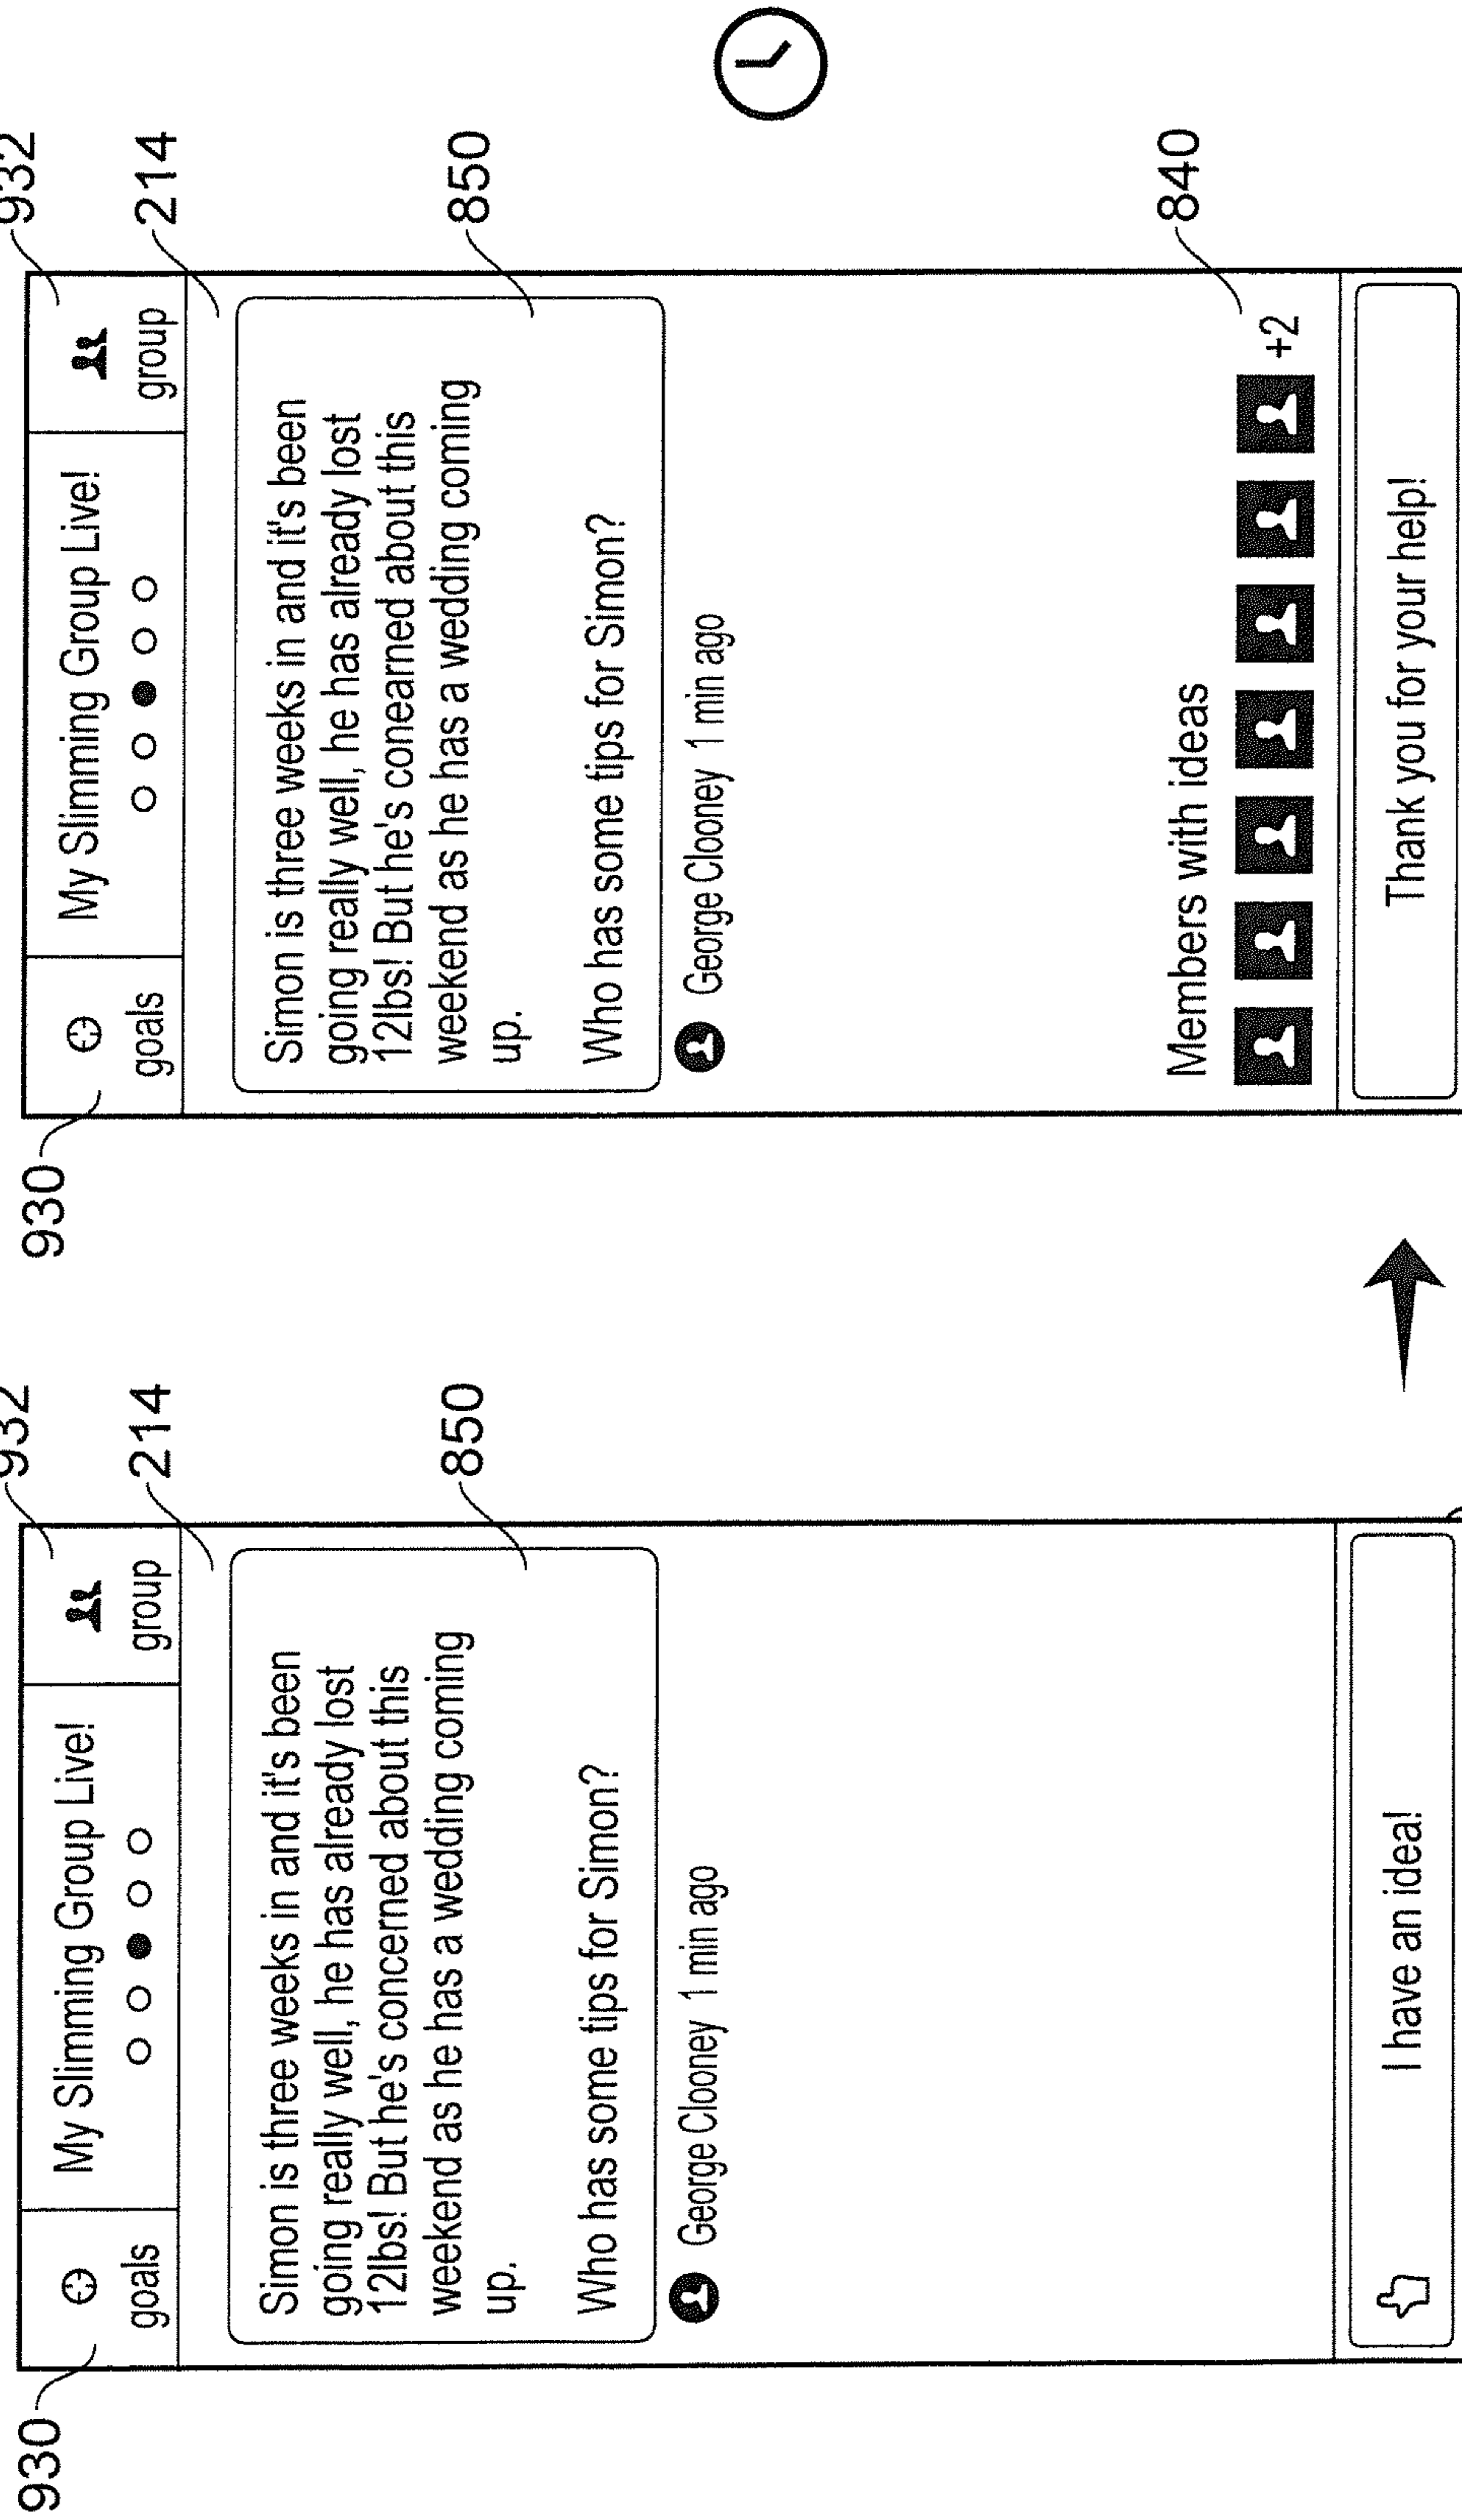 930
932
214
850
goals
My Slimming Group Live!
group
Simon is three weeks in and it's been
going really well, he has already lost
12lbs! But he's concerned about this
weekend as he has a wedding coming
up.
Who has some tips for Simon?
George Clooney 1 min ago
I have an idea!
930
932
214
850
840
goals
My Slimming Group Live!
group
Simon is three weeks in and it's been
going really well, he has already lost
12lbs! But he's conearned about this
weekend as he has a wedding coming
up.
Who has some tips for Simon?
George Clooney 1 min ago
Members with ideas
+2
Thank you for your help!